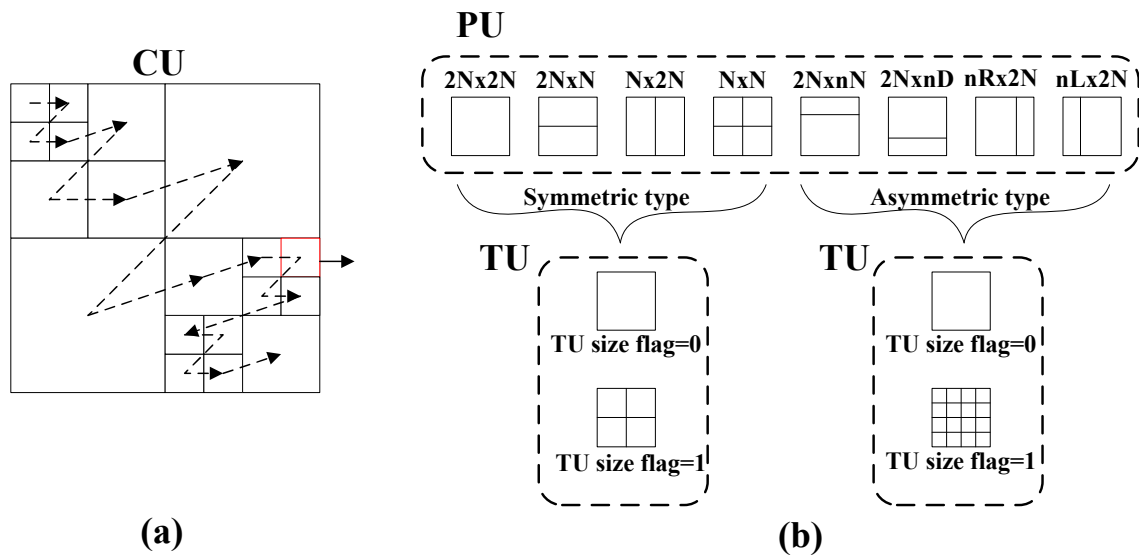 CU
PU
2Nx2N 2NxN Nx2N NxN 2NxnN 2NxnD nRx2N nLx2N
Symmetric type Asymmetric type
TU TU
TU size flag=0 TU size flag=0
TU size flag=1 TU size flag=1
(a) (b)